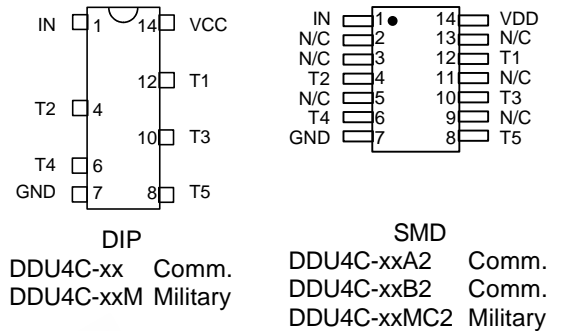 IN 1 14 VCC
12 T1
T2 4
10 T3
T4 6
GND 7 8 T5
DIP
DDU4C-xx Comm.
DDU4C-xxM Military
IN 1 14 VDD
N/C 2 13 N/C
N/C 3 12 T1
T2 4 11 N/C
N/C 5 10 T3
T4 6 9 N/C
GND 7 8 T5
SMD
DDU4C-xxA2 Comm.
DDU4C-xxB2 Comm.
DDU4C-xxMC2 Military